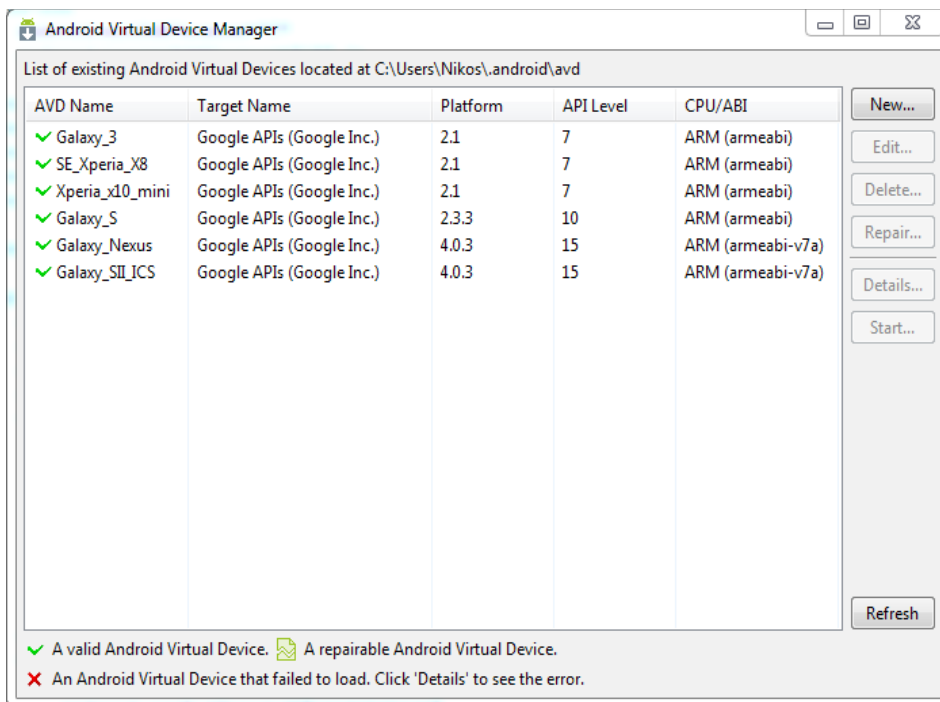 Android Virtual Device Manager
List of existing Android Virtual Devices located at C:\Users\Nikos\.android\avd
AVD Name Target Name Platform API Level CPU/ABI
Galaxy_3 Google APIs (Google Inc.) 2.1 7 ARM (armeabi)
SE_Xperia_X8 Google APIs (Google Inc.) 2.1 7 ARM (armeabi)
Xperia_x10_mini Google APIs (Google Inc.) 2.1 7 ARM (armeabi)
Galaxy_S Google APIs (Google Inc.) 2.3.3 10 ARM (armeabi)
Galaxy_Nexus Google APIs (Google Inc.) 4.0.3 15 ARM (armeabi-v7a)
Galaxy_SII_ICS Google APIs (Google Inc.) 4.0.3 15 ARM (armeabi-v7a)
New...
Edit...
Delete...
Repair...
Details...
Start...
Refresh
A valid Android Virtual Device. A repairable Android Virtual Device.
An Android Virtual Device that failed to load. Click 'Details' to see the error.